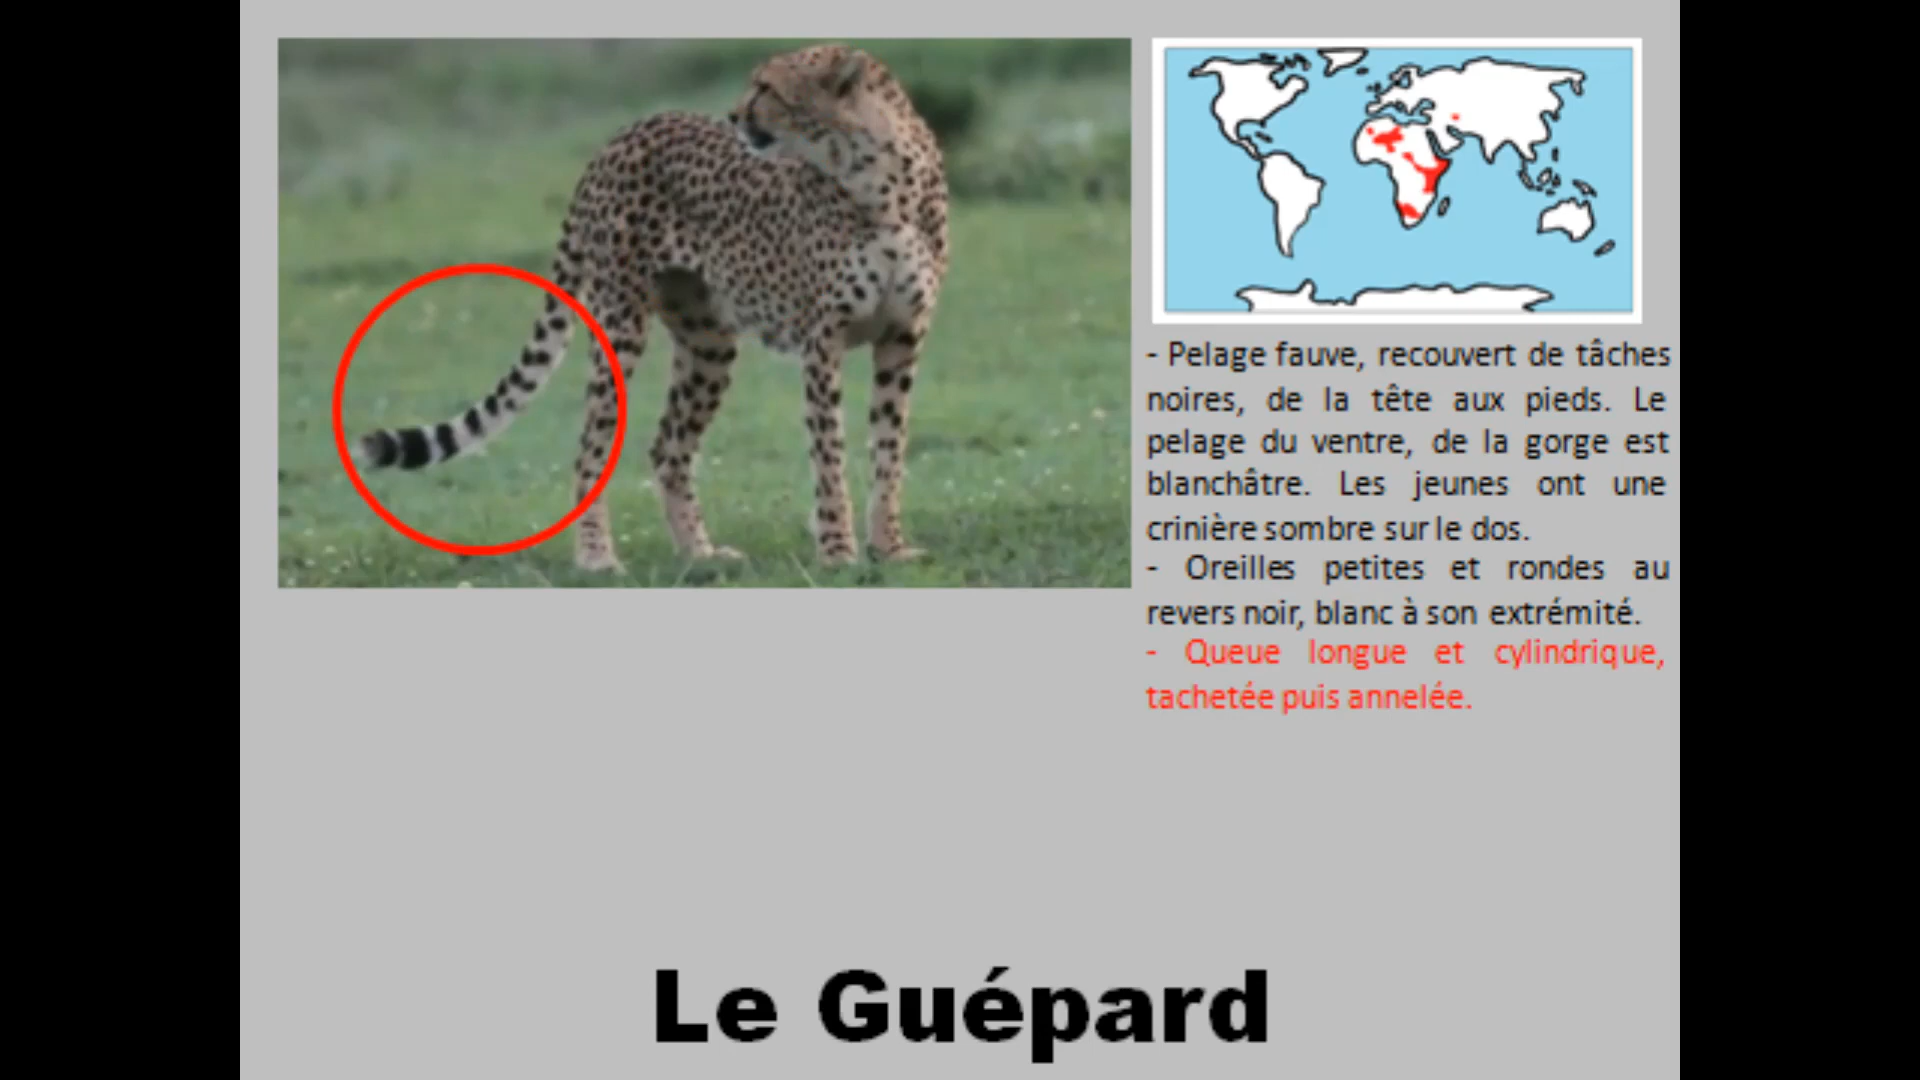 - Pelage fauve, recouvert de tâches
noires, de la tête aux pieds. Le
pelage du ventre, de la gorge est
blanchâtre. Les jeunes ont une
crinière sombre sur le dos.
- Oreilles petites et rondes au
revers noir, blanc à son extrémité.
- Queue longue et cylindrique,
tachetée puis annelée.
Le Guépard